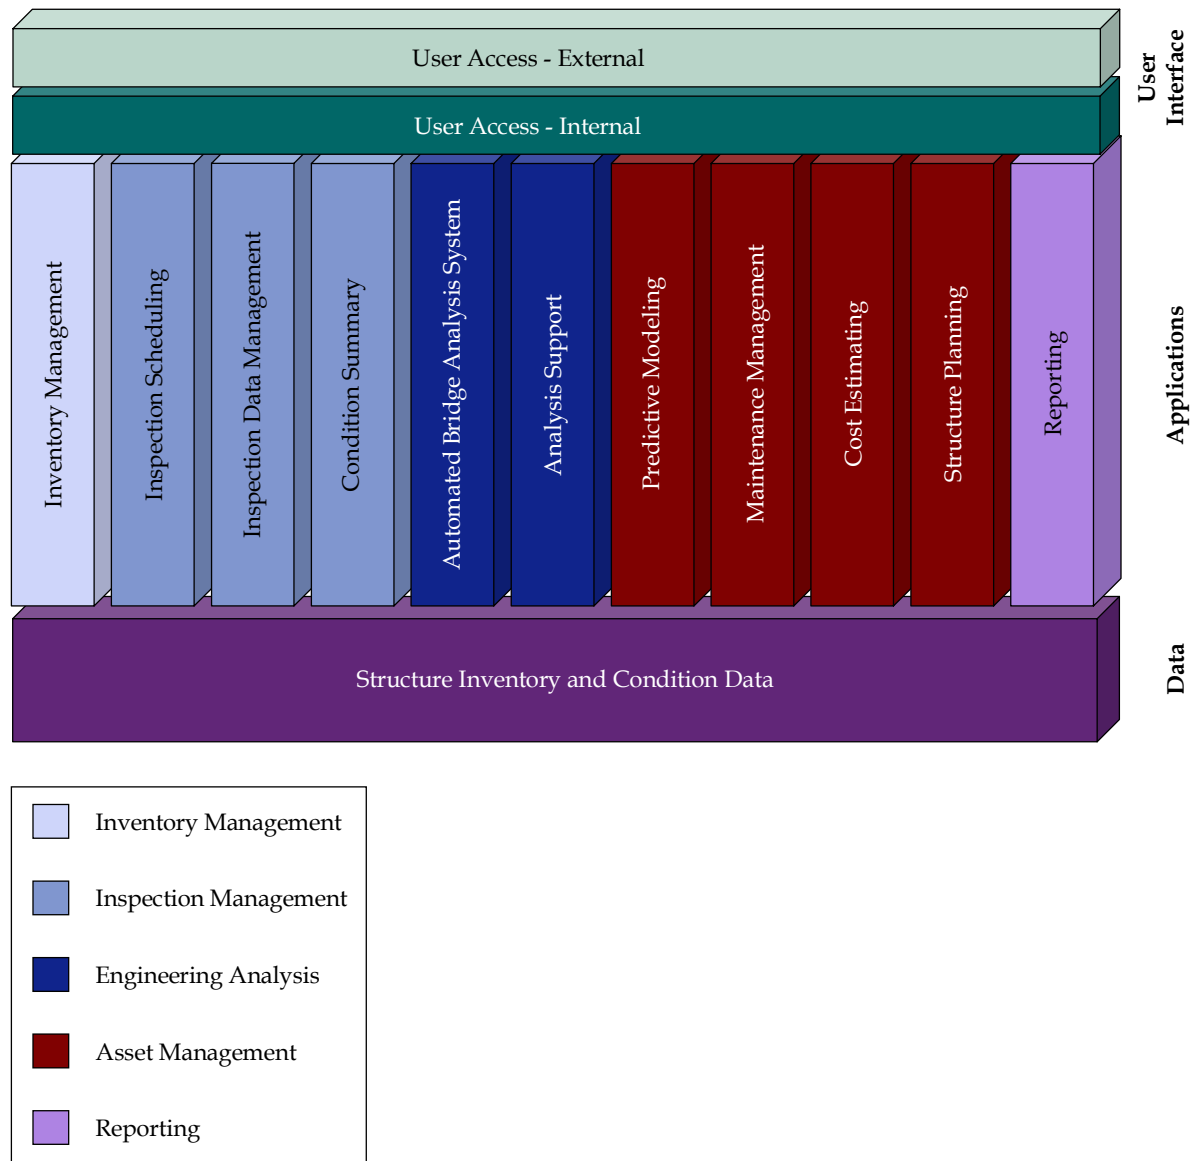 User Access - External
User Access - Internal
User
Interface
Inventory Management
Inspection Scheduling
Inspection Data Management
Condition Summary
Automated Bridge Analysis System
Analysis Support
Predictive Modeling
Maintenance Management
Cost Estimating
Structure Planning
Reporting
Applications
Structure Inventory and Condition Data
Data
Inventory Management
Inspection Management
Engineering Analysis
Asset Management
Reporting